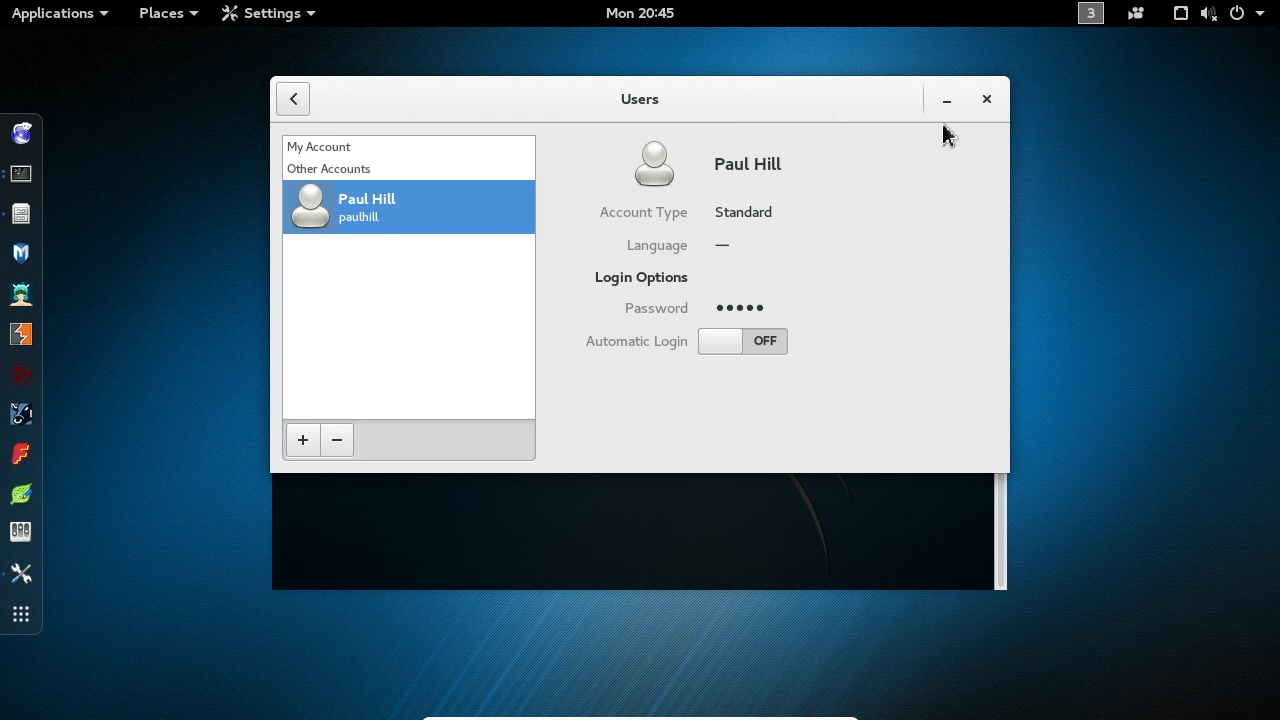 Applications Places Settings Mon 20:45 3
Users
My Account
Other Accounts
Paul Hill
paulhill
Paul Hill
Account Type Standard
Language —
Login Options
Password •••••
Automatic Login OFF